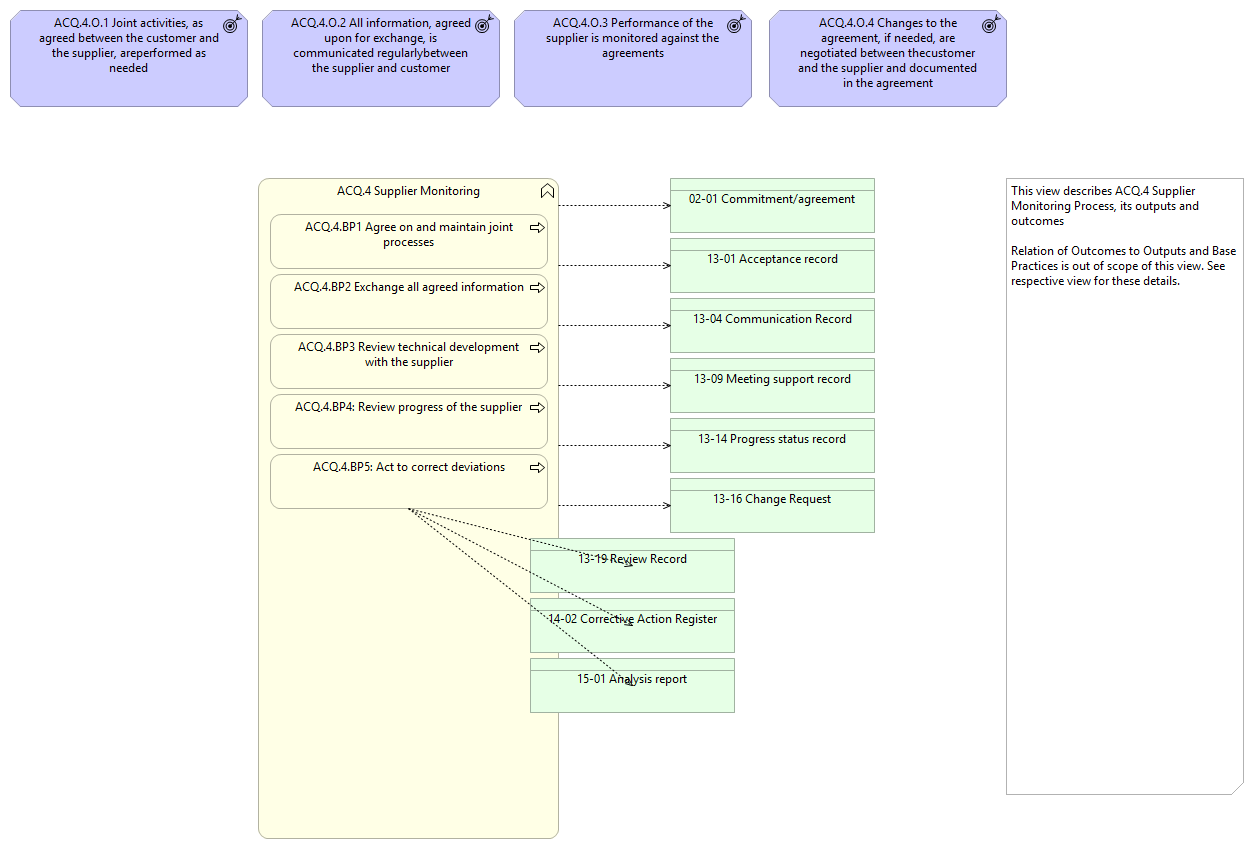 ACQ.4.O.1 Joint activities, as
agreed between the customer and
the supplier, areperformed as
needed
ACQ.4.O.2 All information, agreed
upon for exchange, is
communicated regularlybetween
the supplier and customer
ACQ.4.O.3 Performance of the
supplier is monitored against the
agreements
ACQ.4.O.4 Changes to the
agreement, if needed, are
negotiated between thecustomer
and the supplier and documented
in the agreement
ACQ.4 Supplier Monitoring
ACQ.4.BP1 Agree on and maintain joint
processes
ACQ.4.BP2 Exchange all agreed information
ACQ.4.BP3 Review technical development
with the supplier
ACQ.4.BP4: Review progress of the supplier
ACQ.4.BP5: Act to correct deviations
02-01 Commitment/agreement
13-01 Acceptance record
13-04 Communication Record
13-09 Meeting support record
13-14 Progress status record
13-16 Change Request
13-19 Review Record
14-02 Corrective Action Register
15-01 Analysis report
This view describes ACQ.4 Supplier
Monitoring Process, its outputs and
outcomes
Relation of Outcomes to Outputs and Base
Practices is out of scope of this view. See
respective view for these details.